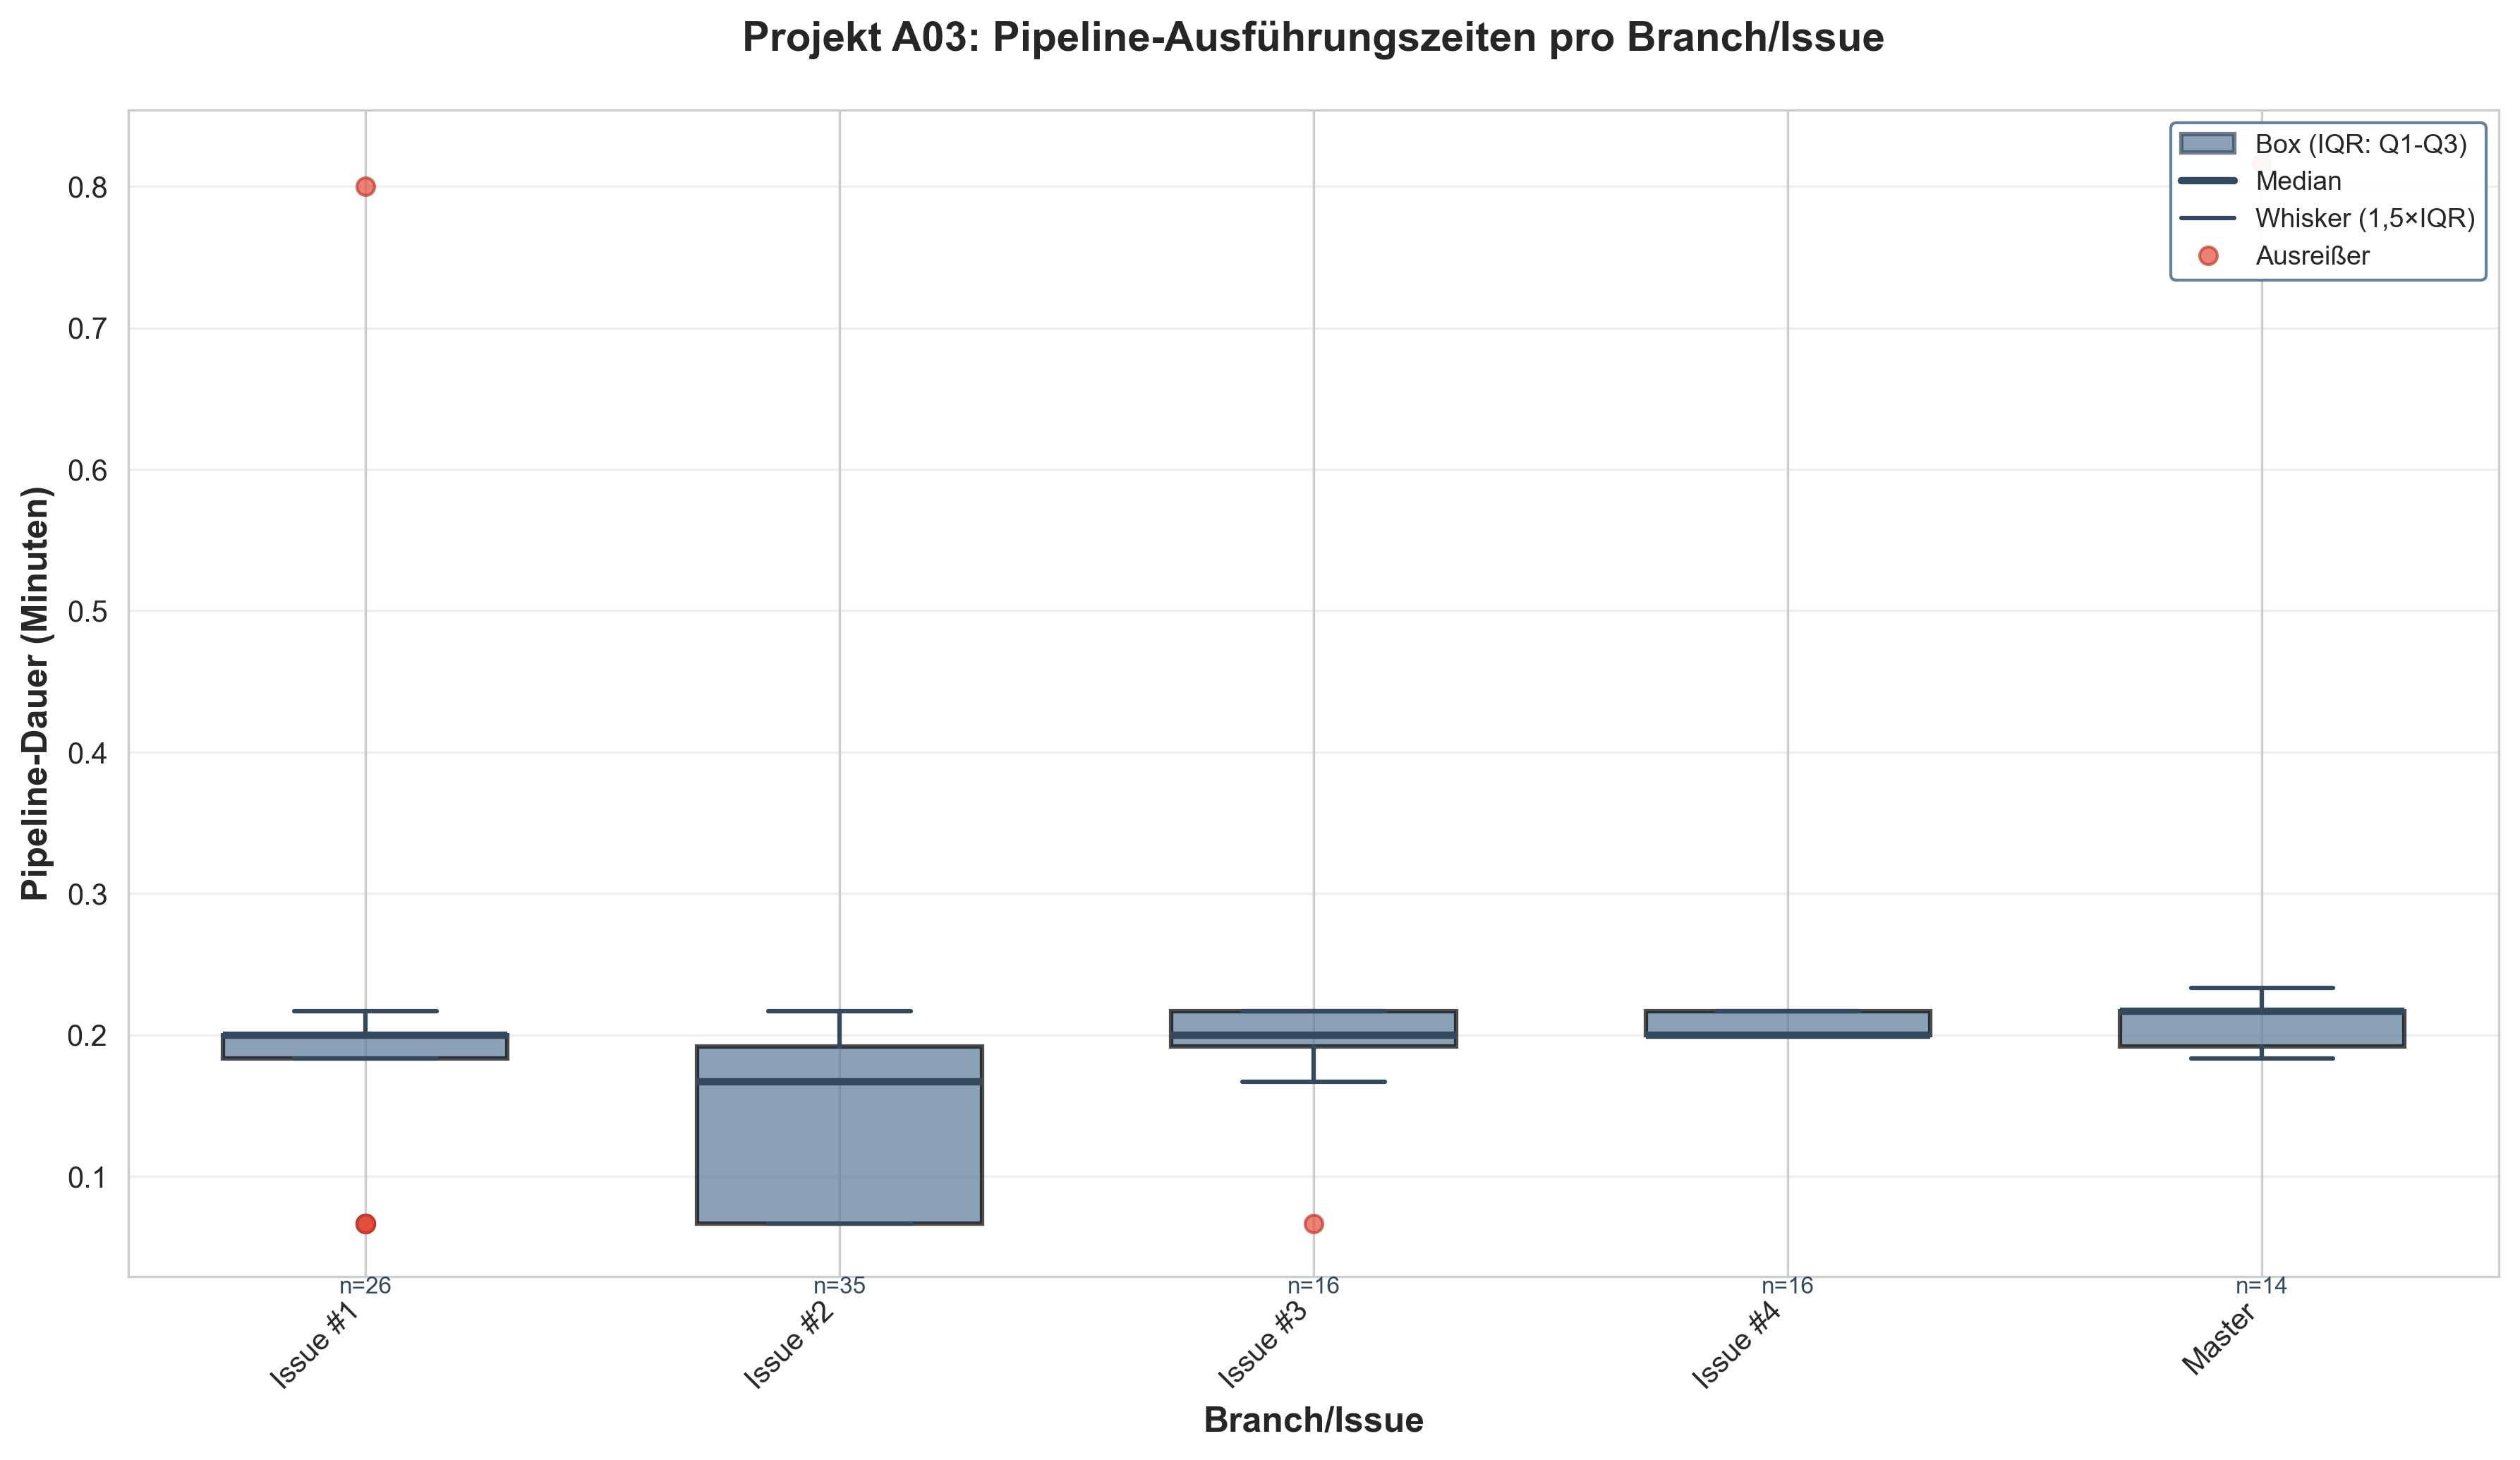 Projekt A03: Pipeline-Ausführungszeiten pro Branch/Issue
Box (IQR: Q1-Q3)
Median
Whisker (1,5×IQR)
Ausreißer
Pipeline-Dauer (Minuten)
0.8
0.7
0.6
0.5
0.4
0.3
0.2
0.1
n=26
n=35
n=16
n=16
n=14
Issue #1
Issue #2
Issue #3
Issue #4
Master
Branch/Issue